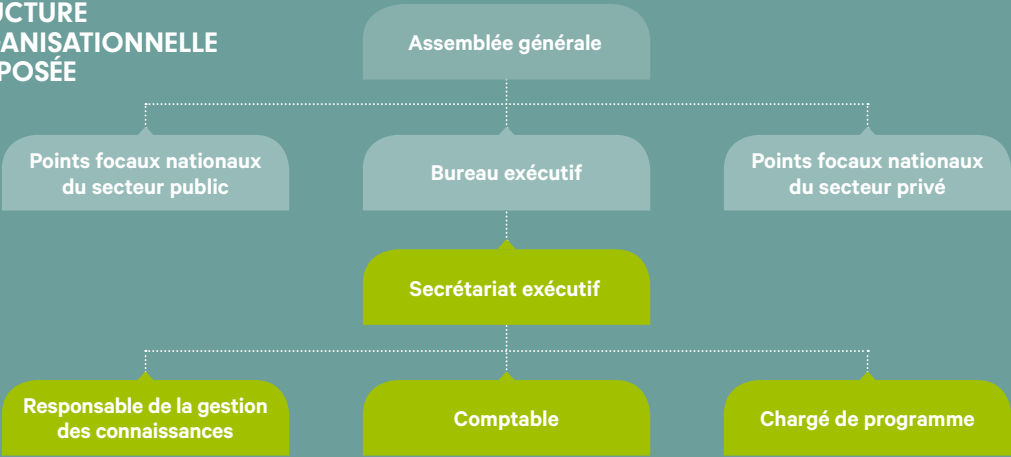 UCTURE
ANISATIONNELLE
POSÉE
Assemblée générale
Points focaux nationaux
du secteur public
Bureau exécutif
Points focaux nationaux
du secteur privé
Secrétariat exécutif
Responsable de la gestion
des connaissances
Comptable
Chargé de programme